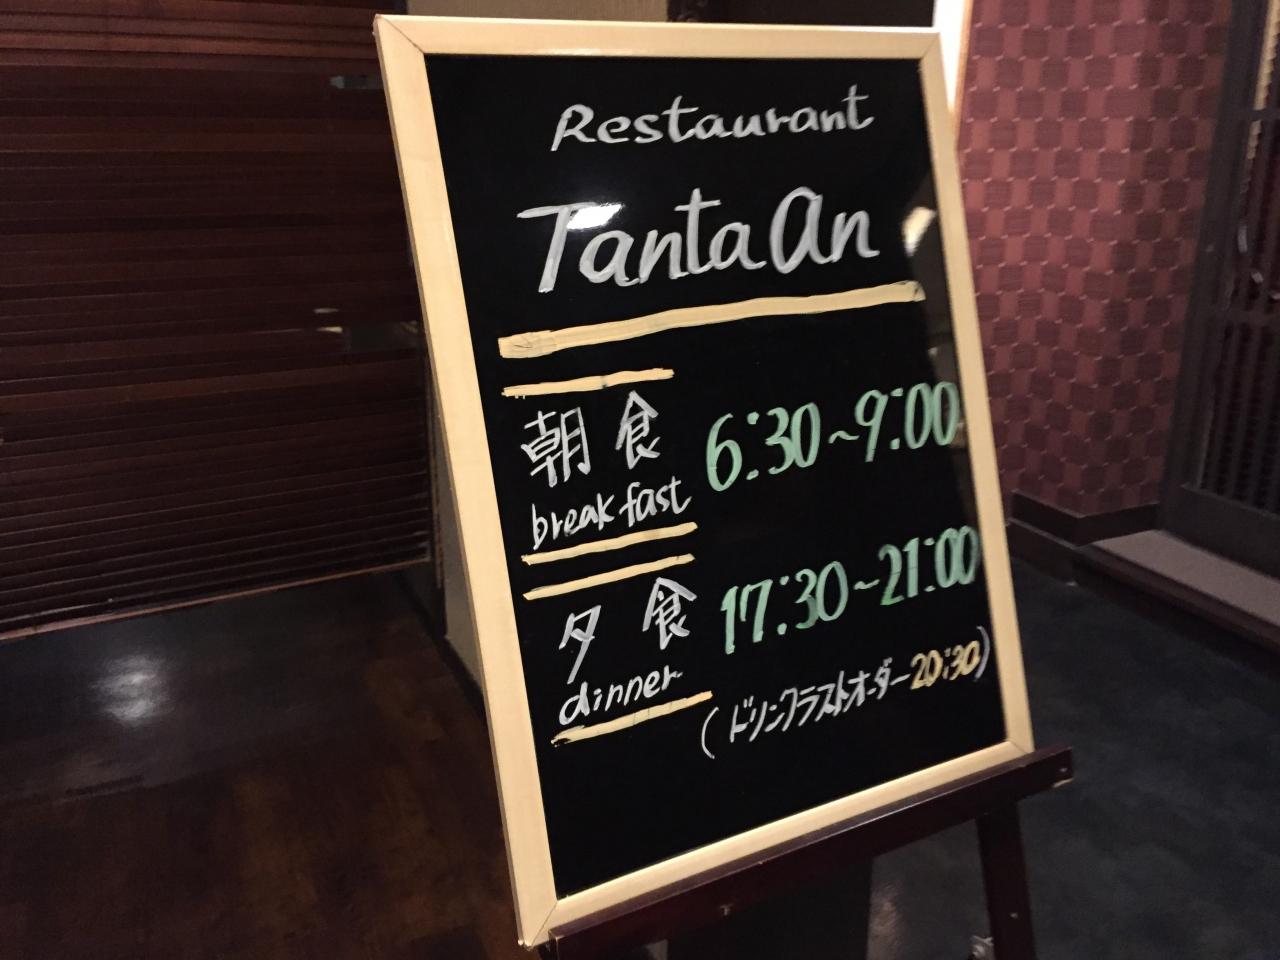 Restaurant
Tanta An
朝食 6:30~9:00
breakfast
夕食 17:30~21:00
dinner
(ドリンクラストオーダー20:30)